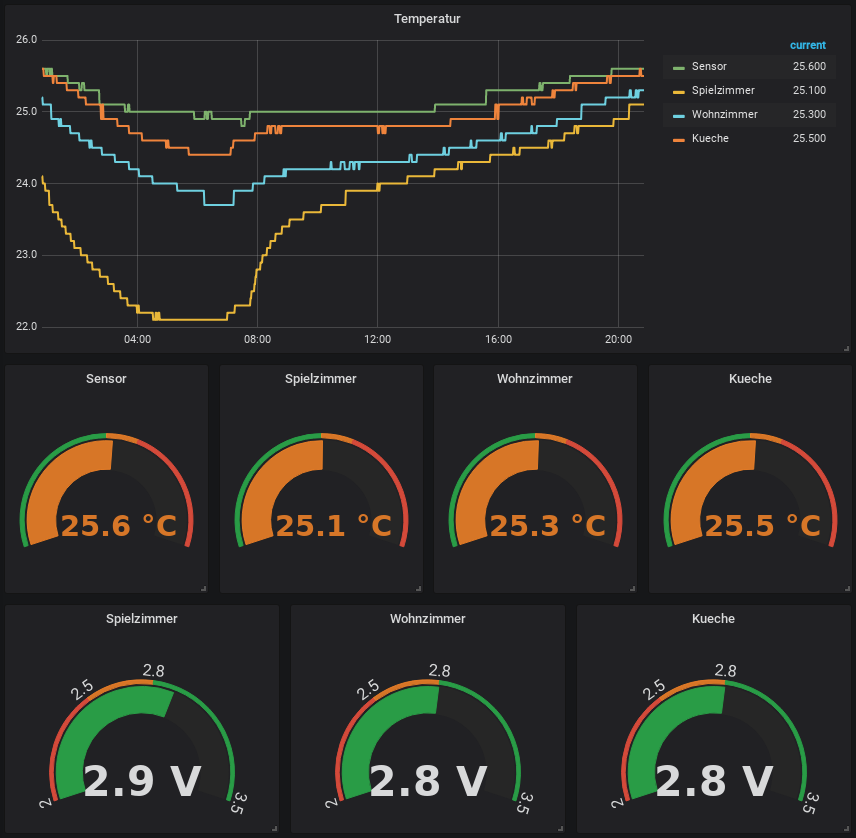 Temperatur
26.0
25.0
24.0
23.0
22.0
04:00 08:00 12:00 16:00 20:00
current
Sensor 25.600
Spielzimmer 25.100
Wohnzimmer 25.300
Kueche 25.500
Sensor Spielzimmer Wohnzimmer Kueche
25.6 °C 25.1 °C 25.3 °C 25.5 °C
Spielzimmer Wohnzimmer Kueche
2 2.5 2.8 3.5 2 2.5 2.8 3.5 2 2.5 2.8 3.5
2.9 V 2.8 V 2.8 V